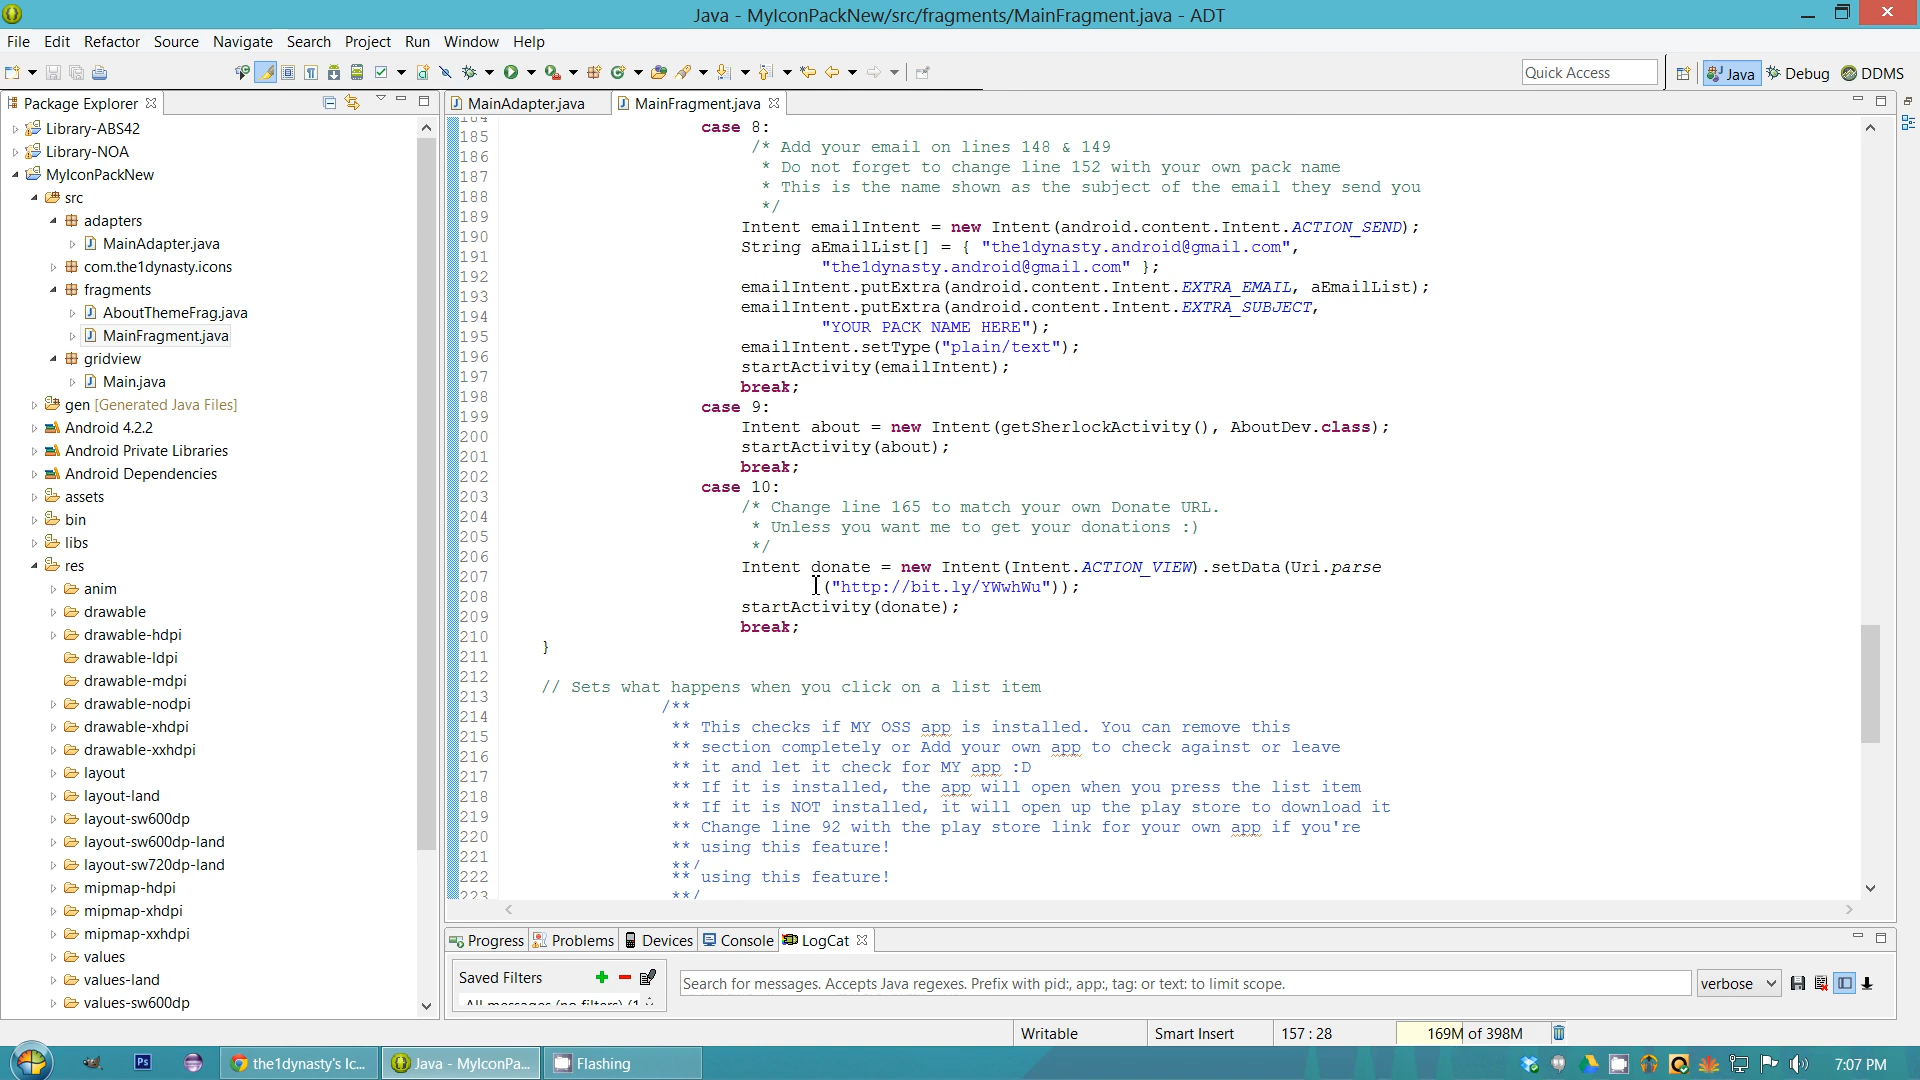 Java - MyIconPackNew/src/fragments/MainFragment.java - ADT
File Edit Refactor Source Navigate Search Project Run Window Help
Quick Access
Java
Debug
DDMS
Package Explorer
Library-ABS42
Library-NOA
MyIconPackNew
src
adapters
MainAdapter.java
com.the1dynasty.icons
fragments
AboutThemeFrag.java
MainFragment.java
gridview
Main.java
gen [Generated Java Files]
Android 4.2.2
Android Private Libraries
Android Dependencies
assets
bin
libs
res
anim
drawable
drawable-hdpi
drawable-ldpi
drawable-mdpi
drawable-nodpi
drawable-xhdpi
drawable-xxhdpi
layout
layout-land
layout-sw600dp
layout-sw600dp-land
layout-sw720dp-land
mipmap-hdpi
mipmap-xhdpi
mipmap-xxhdpi
values
values-land
values-sw600dp
MainAdapter.java
MainFragment.java
184
185 case 8:
186 /* Add your email on lines 148 & 149
187 * Do not forget to change line 152 with your own pack name
188 * This is the name shown as the subject of the email they send you
189 */
190 Intent emailIntent = new Intent(android.content.Intent.ACTION_SEND);
191 String aEmailList[] = { "the1dynasty.android@gmail.com",
192 "the1dynasty.android@gmail.com" };
193 emailIntent.putExtra(android.content.Intent.EXTRA_EMAIL, aEmailList);
194 emailIntent.putExtra(android.content.Intent.EXTRA_SUBJECT,
195 "YOUR PACK NAME HERE");
196 emailIntent.setType("plain/text");
197 startActivity(emailIntent);
198 break;
199 case 9:
200 Intent about = new Intent(getSherlockActivity(), AboutDev.class);
201 startActivity(about);
202 break;
203 case 10:
204 /* Change line 165 to match your own Donate URL.
205 * Unless you want me to get your donations :)
206 */
207 Intent donate = new Intent(Intent.ACTION_VIEW).setData(Uri.parse
208 ("http://bit.ly/YWwhWu"));
209 startActivity(donate);
210 break;
211 }
212
213 // Sets what happens when you click on a list item
214 /**
215 ** This checks if MY OSS app is installed. You can remove this
216 ** section completely or Add your own app to check against or leave
217 ** it and let it check for MY app :D
218 ** If it is installed, the app will open when you press the list item
219 ** If it is NOT installed, it will open up the play store to download it
220 ** Change line 92 with the play store link for your own app if you're
221 ** using this feature!
**/
222 ** using this feature!
223 **/
Progress Problems Devices Console LogCat
Saved Filters
All messages (no filters) (1
Search for messages. Accepts Java regexes. Prefix with pid:, app:, tag: or text: to limit scope.
verbose
Writable
Smart Insert
157 : 28
169M of 398M
Ps
the1dynasty's Ic...
Java - MyIconPa...
Flashing
7:07 PM